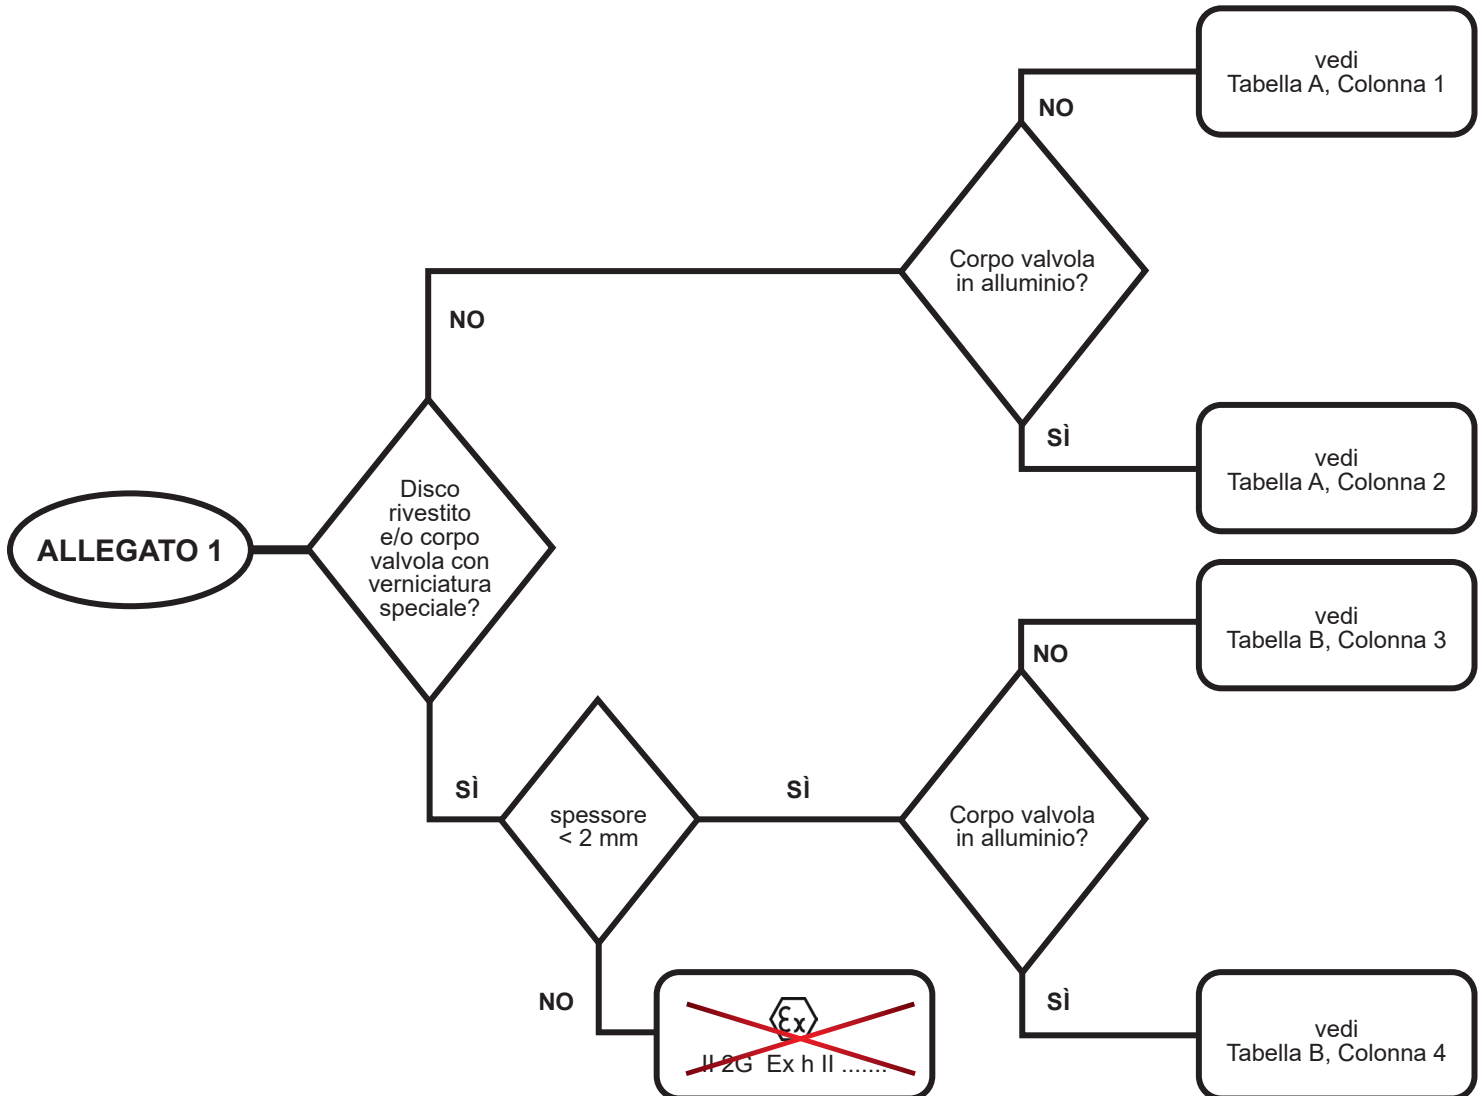 vedi
Tabella A, Colonna 1
NO
Corpo valvola
in alluminio?
NO
SÌ
vedi
Tabella A, Colonna 2
Disco
rivestito
e/o corpo
valvola con
verniciatura
speciale?
ALLEGATO 1
vedi
Tabella B, Colonna 3
NO
SÌ
spessore
< 2 mm
SÌ
Corpo valvola
in alluminio?
NO
Ex
II 2G Ex h II .......
SÌ
vedi
Tabella B, Colonna 4